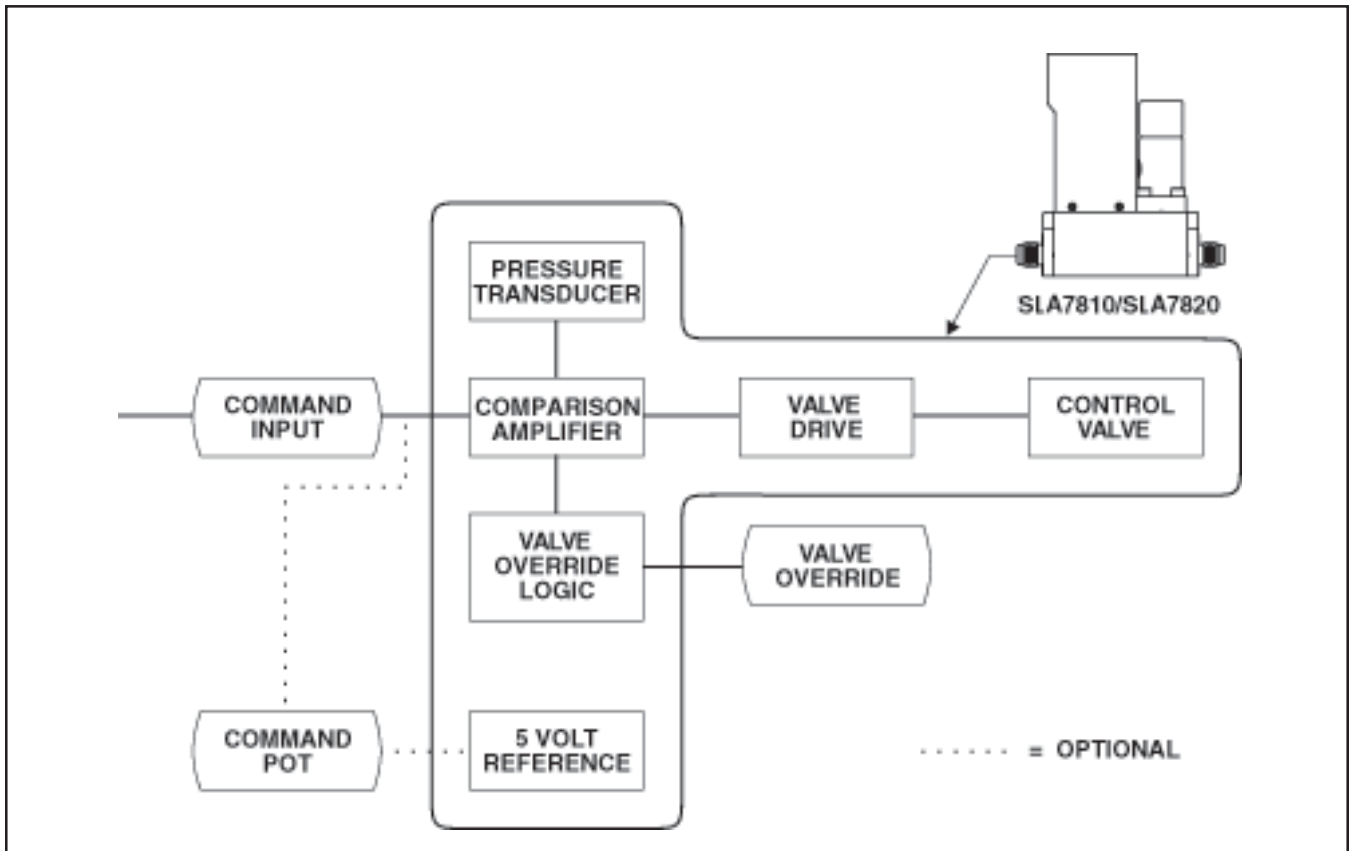 SLA7810/SLA7820
PRESSURE
TRANSDUCER
COMMAND
INPUT
COMPARISON
AMPLIFIER
VALVE
DRIVE
CONTROL
VALVE
VALVE
OVERRIDE
LOGIC
VALVE
OVERRIDE
COMMAND
POT
5 VOLT
REFERENCE
= OPTIONAL